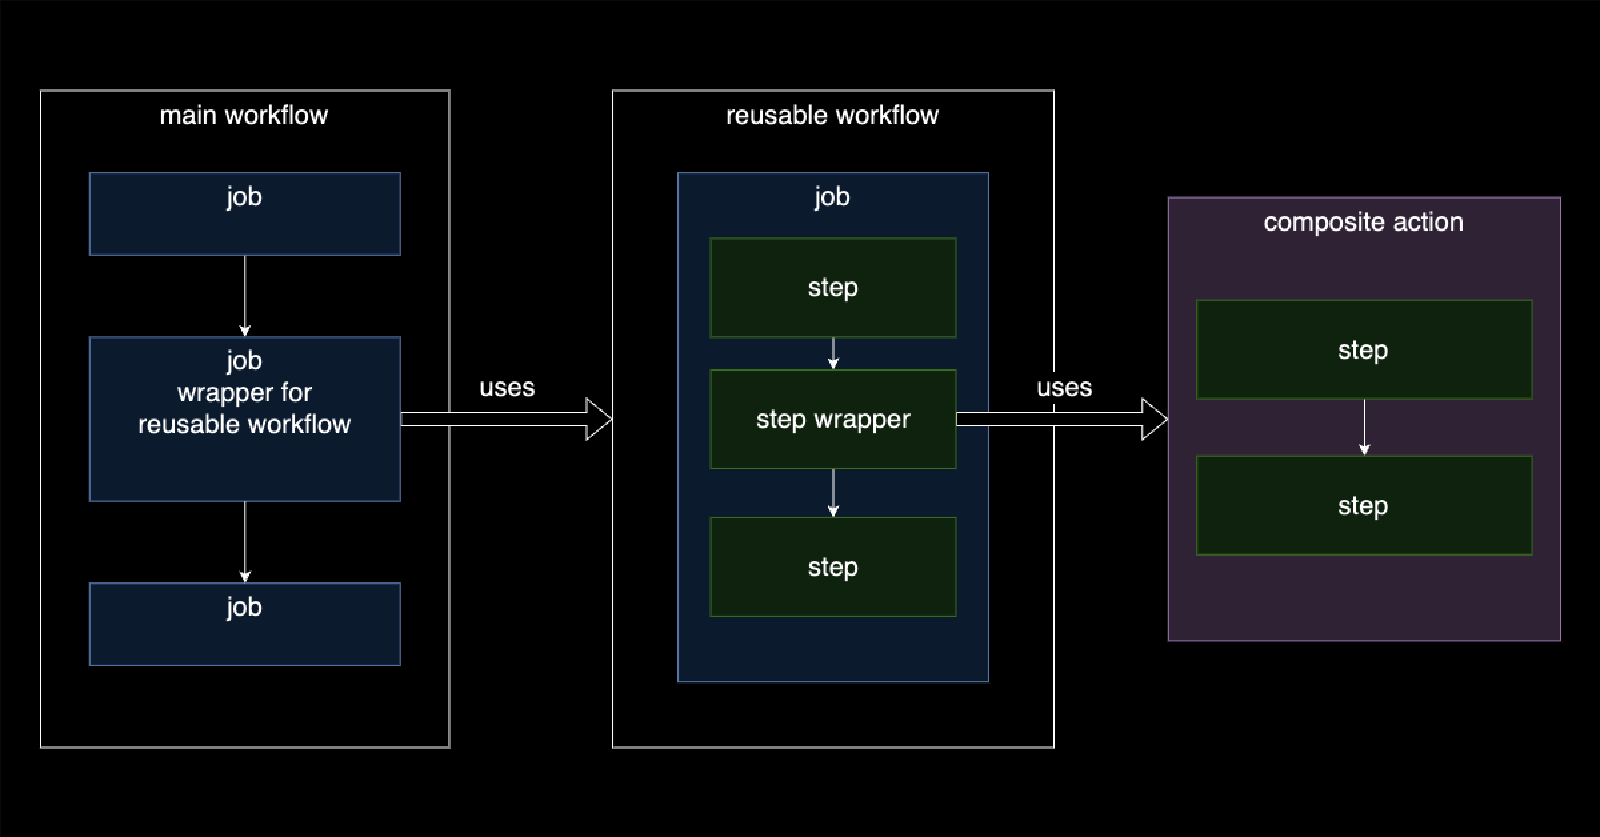 main workflow
job
job
wrapper for
reusable workflow
job
uses
reusable workflow
job
step
step wrapper
step
uses
composite action
step
step